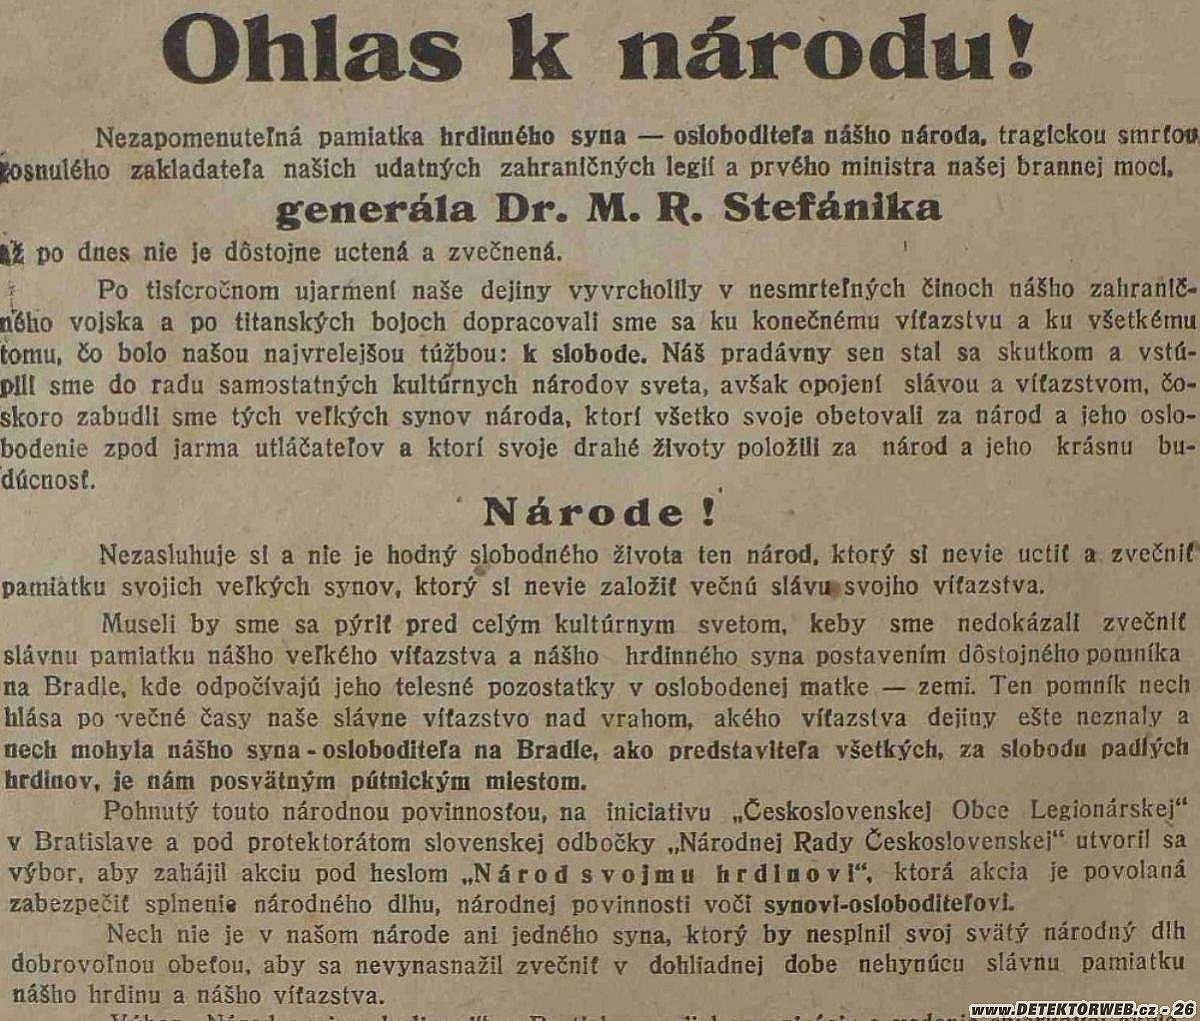 Ohlas k národu!
Nezapomenuteľná pamiatka hrdinného syna — osloboditeľa nášho národa, tragickou smrťou
zosnulého zakladateľa našich udatných zahraničných legií a prvého ministra našej brannej moci,
generála Dr. M. R. Stefánika
až po dnes nie je dôstojne uctená a zvečnená.
Po tisícročnom ujarmení naše dejiny vyvrcholily v nesmrteľných činoch nášho zahranič-
ného vojska a po titanských bojoch dopracovali sme sa ku konečnému víťazstvu a ku všetkému
tomu, čo bolo našou najvrelejšou túžbou: k slobode. Náš pradávny sen stal sa skutkom a vstú-
pili sme do radu samostatných kultúrnych národov sveta, avšak opojení slávou a víťazstvom, čo-
skoro zabudli sme tých veľkých synov národa, ktorí všetko svoje obetovali za národ a jeho oslo-
bodenie zpod jarma utláčateľov a ktorí svoje drahé životy položili za národ a jeho krásnu bu-
dúcnosť.
Národe!
Nezasluhuje si a nie je hodný slobodného života ten národ, ktorý si nevie uctiť a zvečniť
pamiatku svojich veľkých synov, ktorý si nevie založiť večnú slávu svojho víťazstva.
Museli by sme sa pýriť pred celým kultúrnym svetom, keby sme nedokázali zvečniť
slávnu pamiatku nášho veľkého víťazstva a nášho hrdinného syna postavením dôstojného pomníka
na Bradle, kde odpočívajú jeho telesné pozostatky v oslobodenej matke — zemi. Ten pomník nech
hlása po večné časy naše slávne víťazstvo nad vrahom, akého víťazstva dejiny ešte neznaly a
nech mohyla nášho syna-osloboditeľa na Bradle, ako predstaviteľa všetkých, za slobodu padlých
hrdinov, je nám posvätným pútnickým miestom.
Pohnutý touto národnou povinnosťou, na iniciativu „Československej Obce Legionárskej"
v Bratislave a pod protektorátom slovenskej odbočky „Národnej Rady Československej" utvoril sa
výbor, aby zahájil akciu pod heslom „Národ svojmu hrdinovi", ktorá akcia je povolaná
zabezpečiť splnenie národného dlhu, národnej povinnosti voči synovi-osloboditeľovi.
Nech nie je v našom národe ani jedného syna, ktorý by nesplnil svoj svätý národný dlh
dobrovoľnou obeťou, aby sa nevynasnažil zvečniť v dohliadnej dobe nehynúcu slávnu pamiatku
nášho hrdinu a nášho víťazstva.
www.DETEKTORWEB.cz - 26